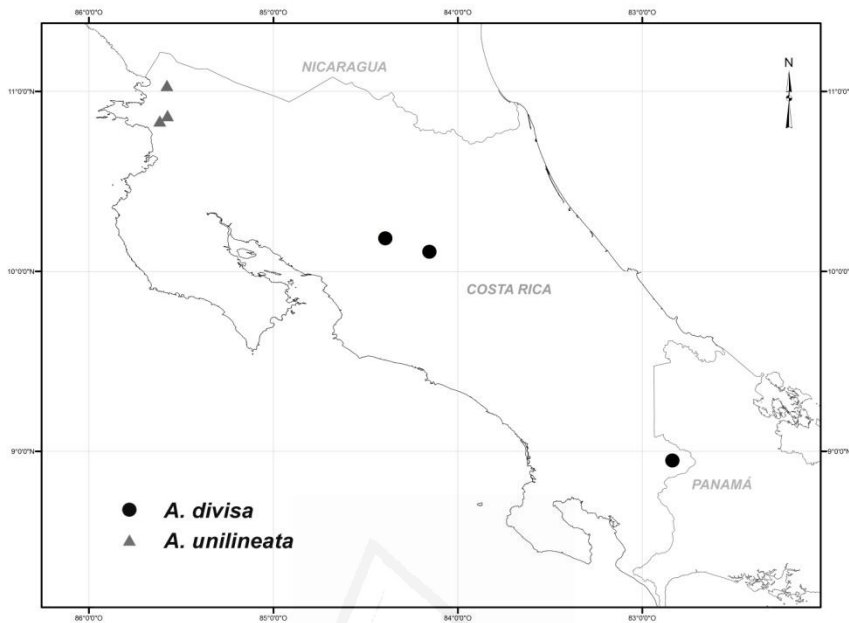 86°0'0"O 85°0'0"O 84°0'0"O 83°0'0"O
NICARAGUA
N
11°0'0"N 11°0'0"N
10°0'0"N 10°0'0"N
COSTA RICA
9°0'0"N 9°0'0"N
PANAMÁ
A. divisa
A. unilineata
86°0'0"O 85°0'0"O 84°0'0"O 83°0'0"O